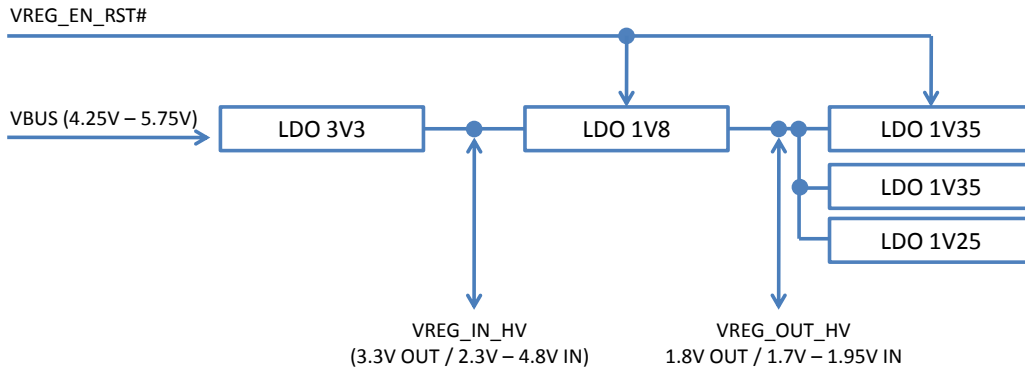 VREG_EN_RST#
VBUS (4.25V – 5.75V)
LDO 3V3
LDO 1V8
LDO 1V35
LDO 1V35
LDO 1V25
VREG_IN_HV
(3.3V OUT / 2.3V – 4.8V IN)
VREG_OUT_HV
1.8V OUT / 1.7V – 1.95V IN